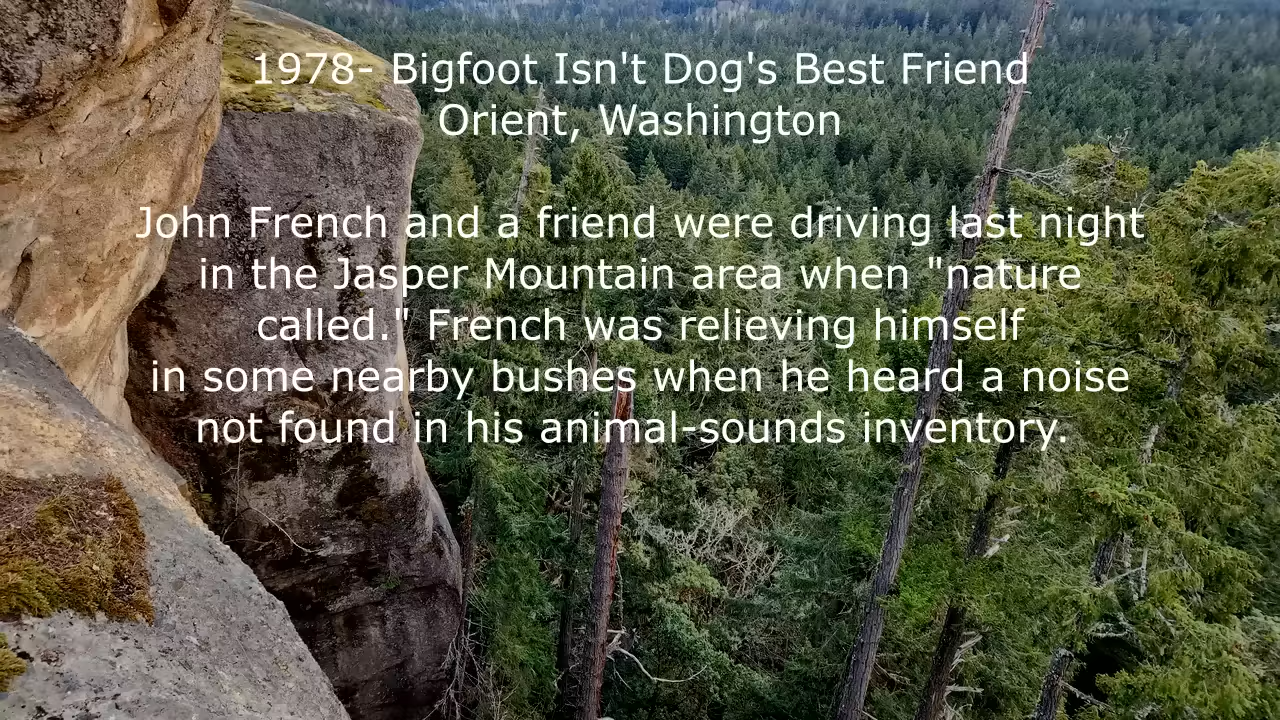 1978- Bigfoot Isn't Dog's Best Friend
Orient, Washington
John French and a friend were driving last night
in the Jasper Mountain area when "nature
called." French was relieving himself
in some nearby bushes when he heard a noise
not found in his animal-sounds inventory.